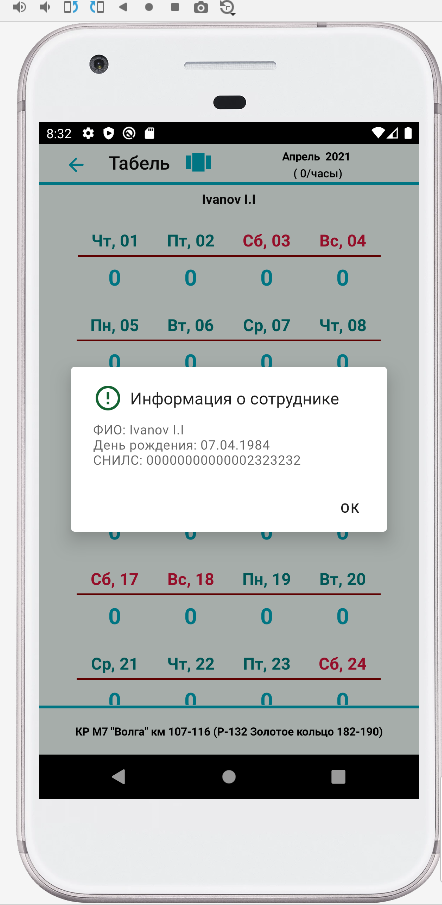 8:32
Табель
Апрель 2021
( 0/часы)
Ivanov I.I
Чт, 01 Пт, 02 Сб, 03 Вс, 04
0 0 0 0
Пн, 05 Вт, 06 Ср, 07 Чт, 08
0 0 0 0
Информация о сотруднике
ФИО: Ivanov I.I
День рождения: 07.04.1984
СНИЛС: 00000000000002323232
ОК
0 0 0 0
Сб, 17 Вс, 18 Пн, 19 Вт, 20
0 0 0 0
Ср, 21 Чт, 22 Пт, 23 Сб, 24
0 0 0 0
КР М7 "Волга" км 107-116 (Р-132 Золотое кольцо 182-190)